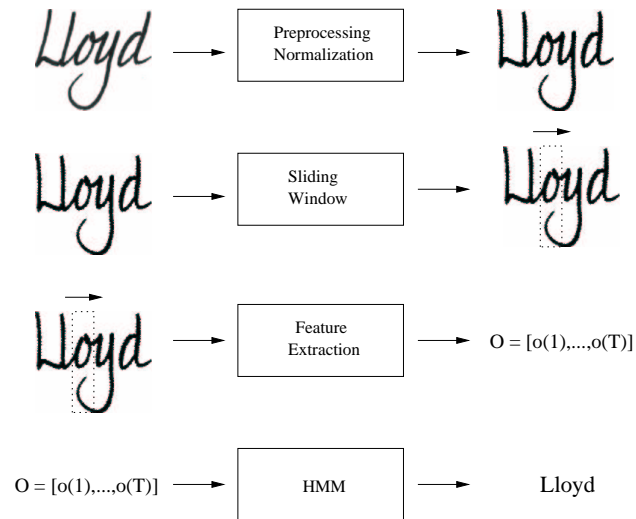 Lloyd Preprocessing Lloyd
Normalization
Lloyd Sliding Lloyd
Window
Lloyd Feature O = [o(1),...,o(T)]
Extraction
O = [o(1),...,o(T)] HMM Lloyd